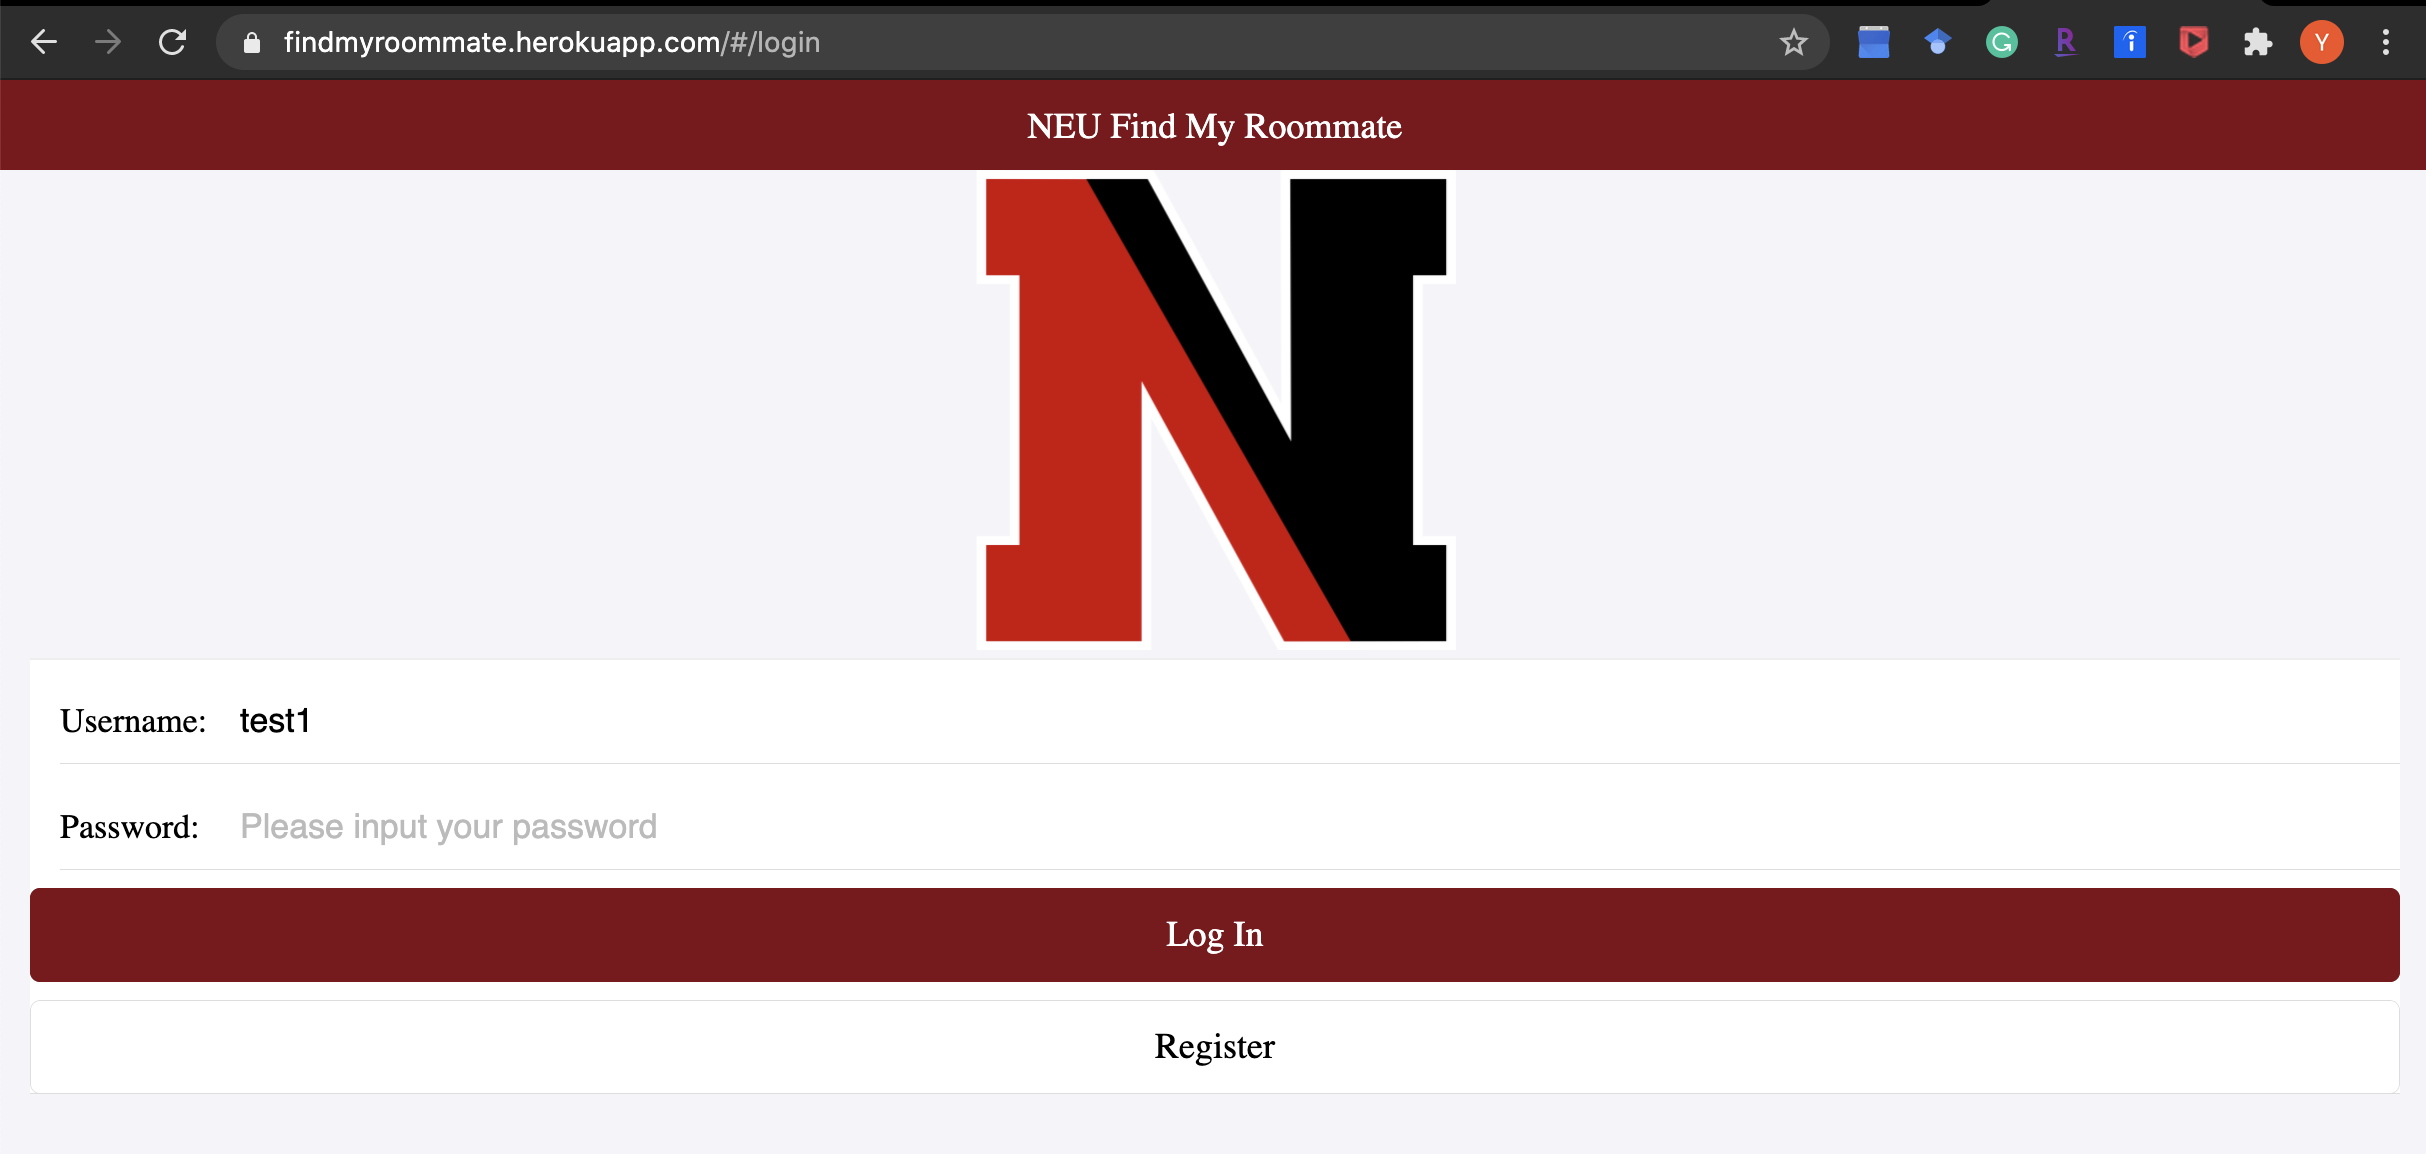 findmyroommate.herokuapp.com/#/login
G
R
i
Y
NEU Find My Roommate
N
Username: test1
Password: Please input your password
Log In
Register